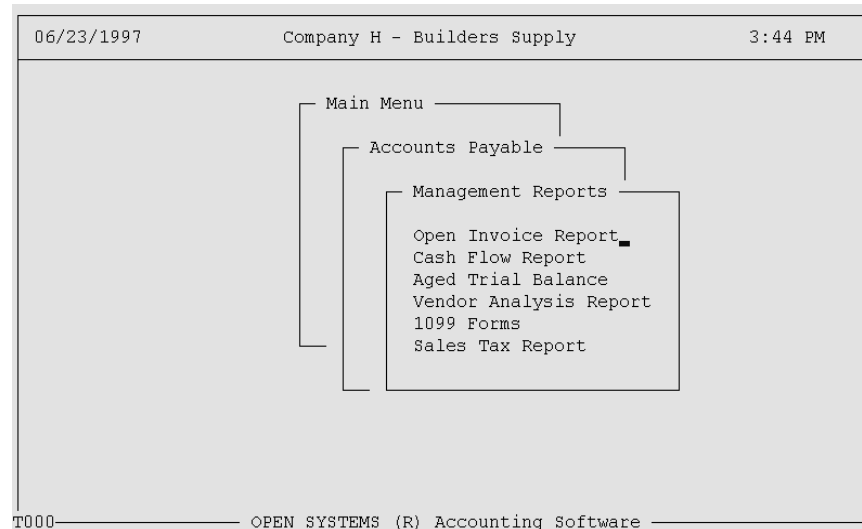 06/23/1997 Company H - Builders Supply 3:44 PM
Main Menu
Accounts Payable
Management Reports
Open Invoice Report
Cash Flow Report
Aged Trial Balance
Vendor Analysis Report
1099 Forms
Sales Tax Report
T000 OPEN SYSTEMS (R) Accounting Software